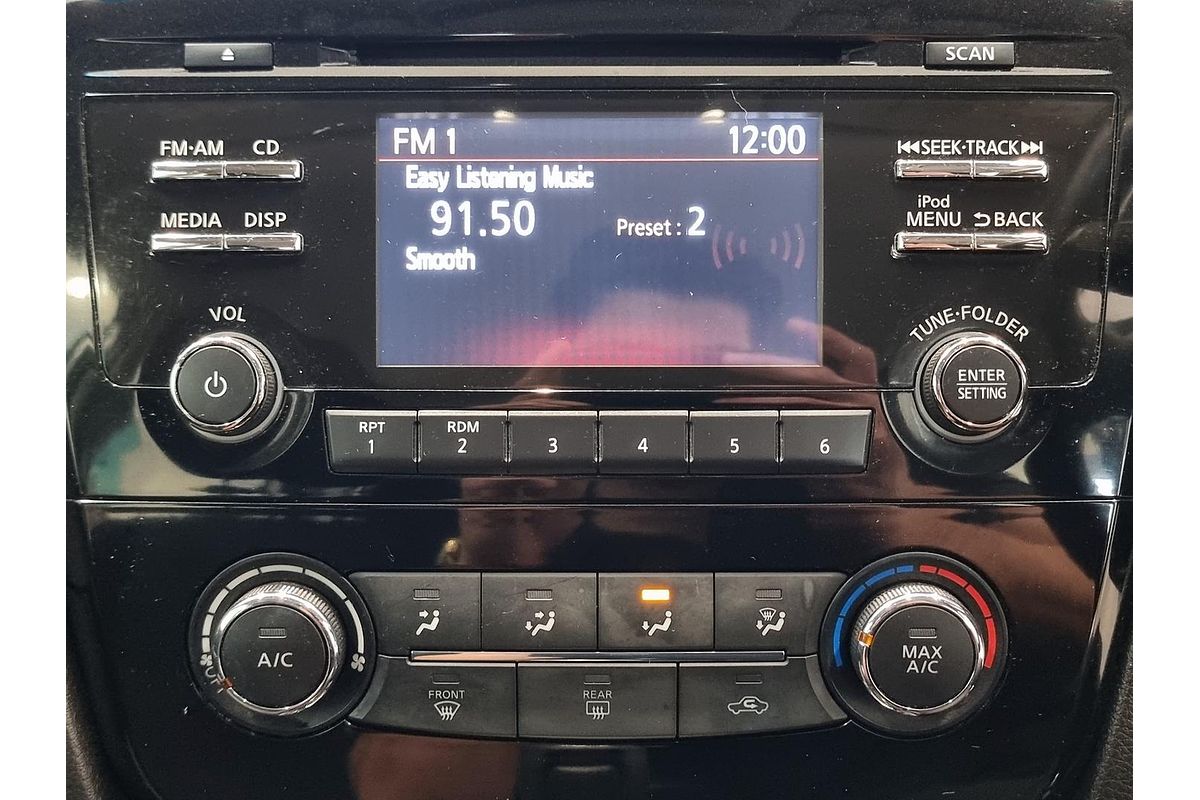 SCAN
FM·AM CD
MEDIA DISP
VOL
FM 1 12:00
Easy Listening Music
91.50 Preset : 2
Smooth
SEEK·TRACK
iPod
MENU BACK
TUNE·FOLDER
ENTER
SETTING
RPT RDM
1 2 3 4 5 6
A/C
OFF
MAX
A/C
FRONT REAR